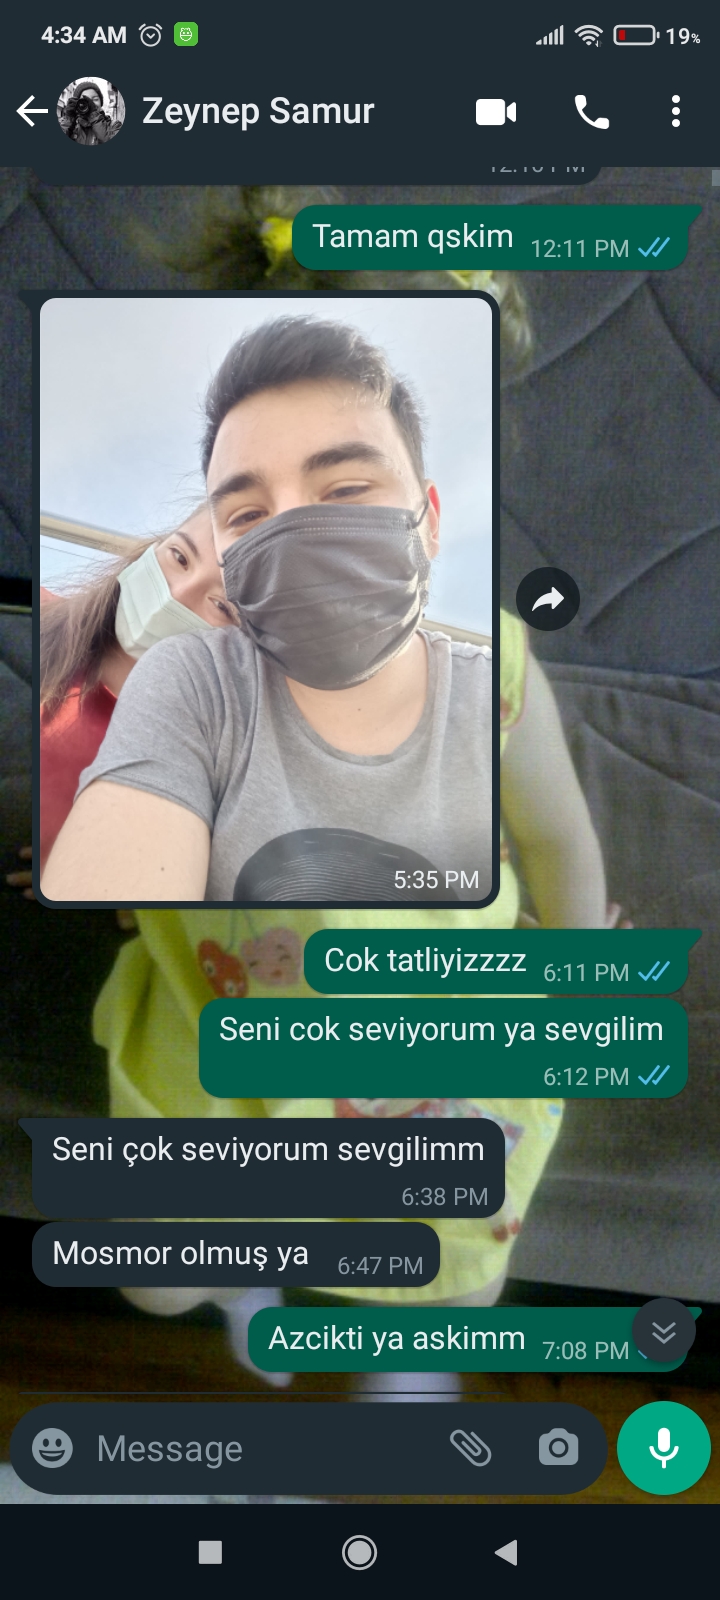 4:34 AM
19%
Zeynep Samur
Tamam qskim 12:11 PM
5:35 PM
Cok tatliyizzzz 6:11 PM
Seni cok seviyorum ya sevgilim
6:12 PM
Seni çok seviyorum sevgilimm
6:38 PM
Mosmor olmuş ya 6:47 PM
Azcikti ya askimm 7:08 PM
Message